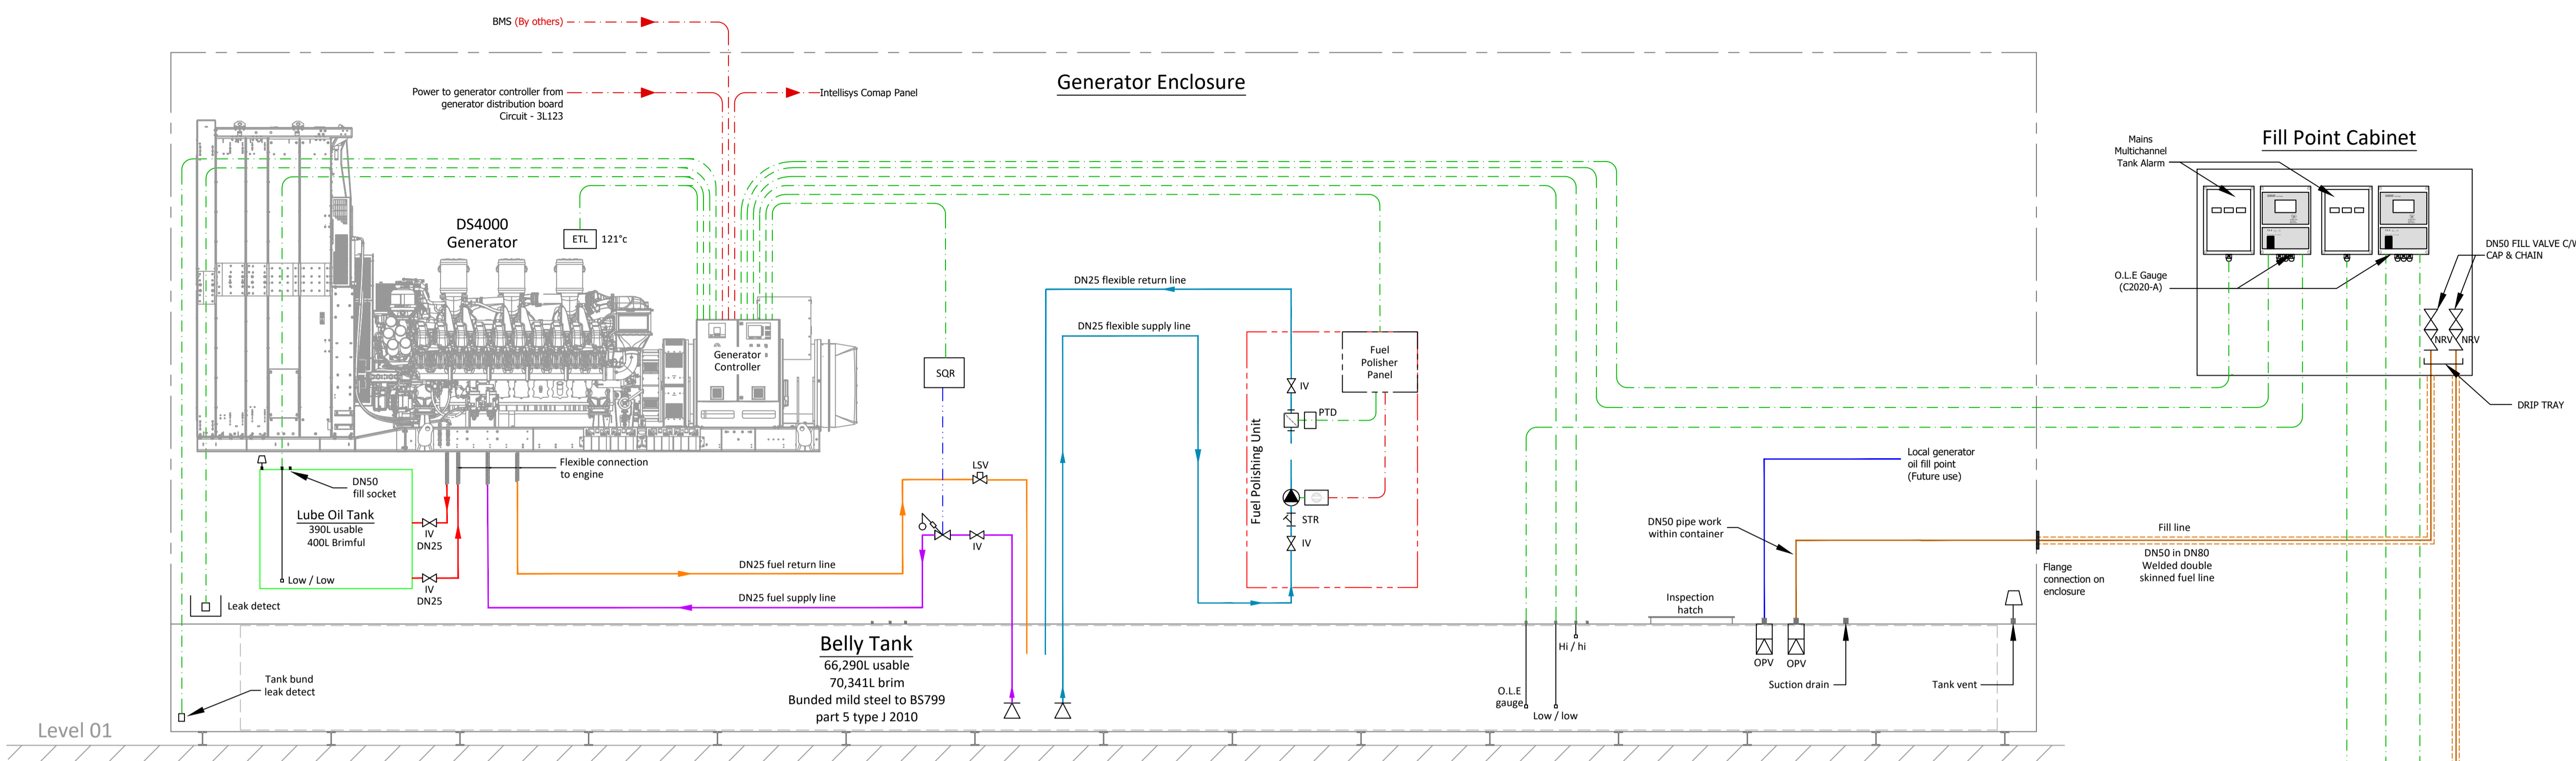 BMS (By others)
Generator Enclosure
Power to generator controller from
generator distribution board
Circuit - 3L123
Intellisys Comap Panel
Fill Point Cabinet
Mains
Multichannel
Tank Alarm
DS4000
Generator
ETL
121°c
DN50 FILL VALVE C/W
CAP & CHAIN
O.L.E Gauge
(C2020-A)
DN25 flexible return line
DN25 flexible supply line
Generator
Controller
SQR
Fuel
Polisher
Panel
Fuel Polishing Unit
IV
PTD
STR
IV
NRV
NRV
DRIP TRAY
Flexible connection
to engine
LSV
IV
DN50
fill socket
Lube Oil Tank
390L usable
400L Brimful
IV
DN25
IV
DN25
Low / Low
Leak detect
DN25 fuel return line
DN25 fuel supply line
Local generator
oil fill point
(Future use)
DN50 pipe work
within container
Fill line
DN50 in DN80
Welded double
skinned fuel line
Flange
connection on
enclosure
Inspection
hatch
Belly Tank
66,290L usable
70,341L brim
Bunded mild steel to BS799
part 5 type J 2010
Tank bund
leak detect
Hi / hi
O.L.E
gauge
Low / low
OPV
OPV
Suction drain
Tank vent
Level 01